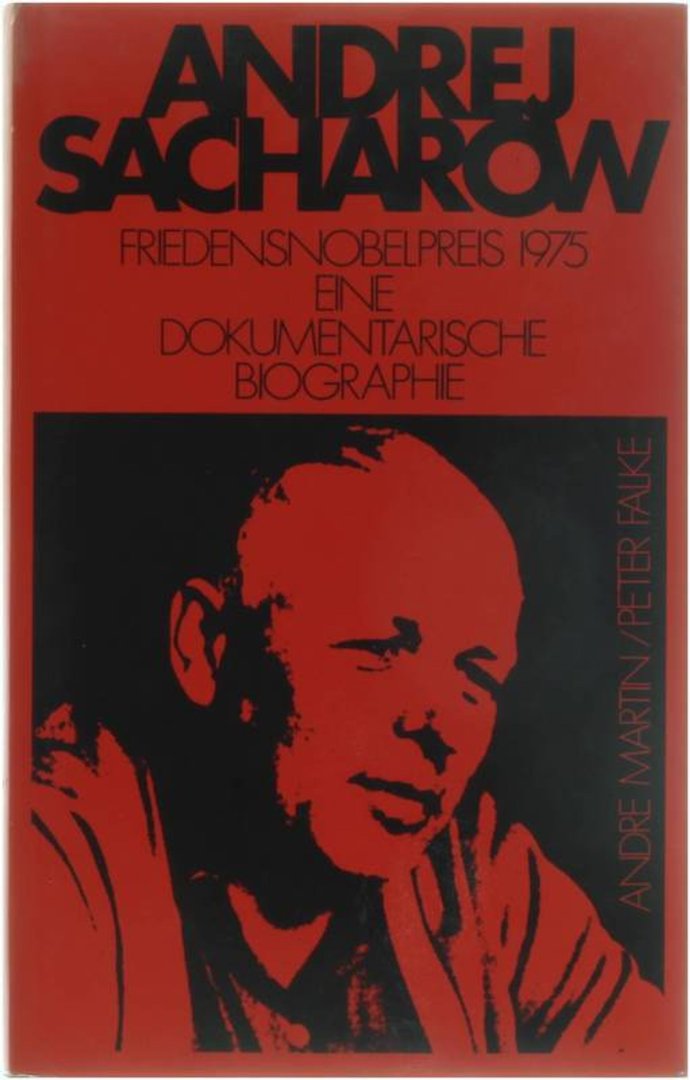 ANDREJ
SACHAROW
FRIEDENSNOBELPREIS 1975
EINE
DOKUMENTARISCHE
BIOGRAPHIE
ANDRE MARTIN/PETER FALKE